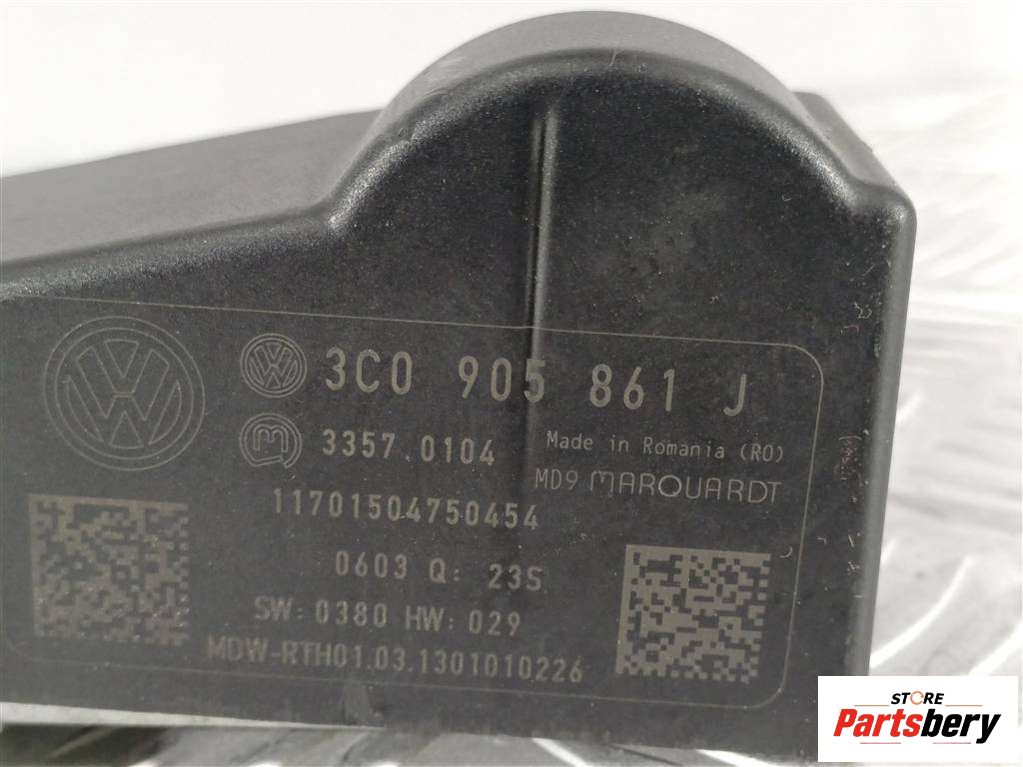 3C0 905 861 J
3357.0104
Made in Romania (RO)
MD9 MARQUARDT
11701504750454
0603 Q: 23S
SW: 0380 HW: 029
MDW-RTH01.03.1301010226
STORE
Partsbery